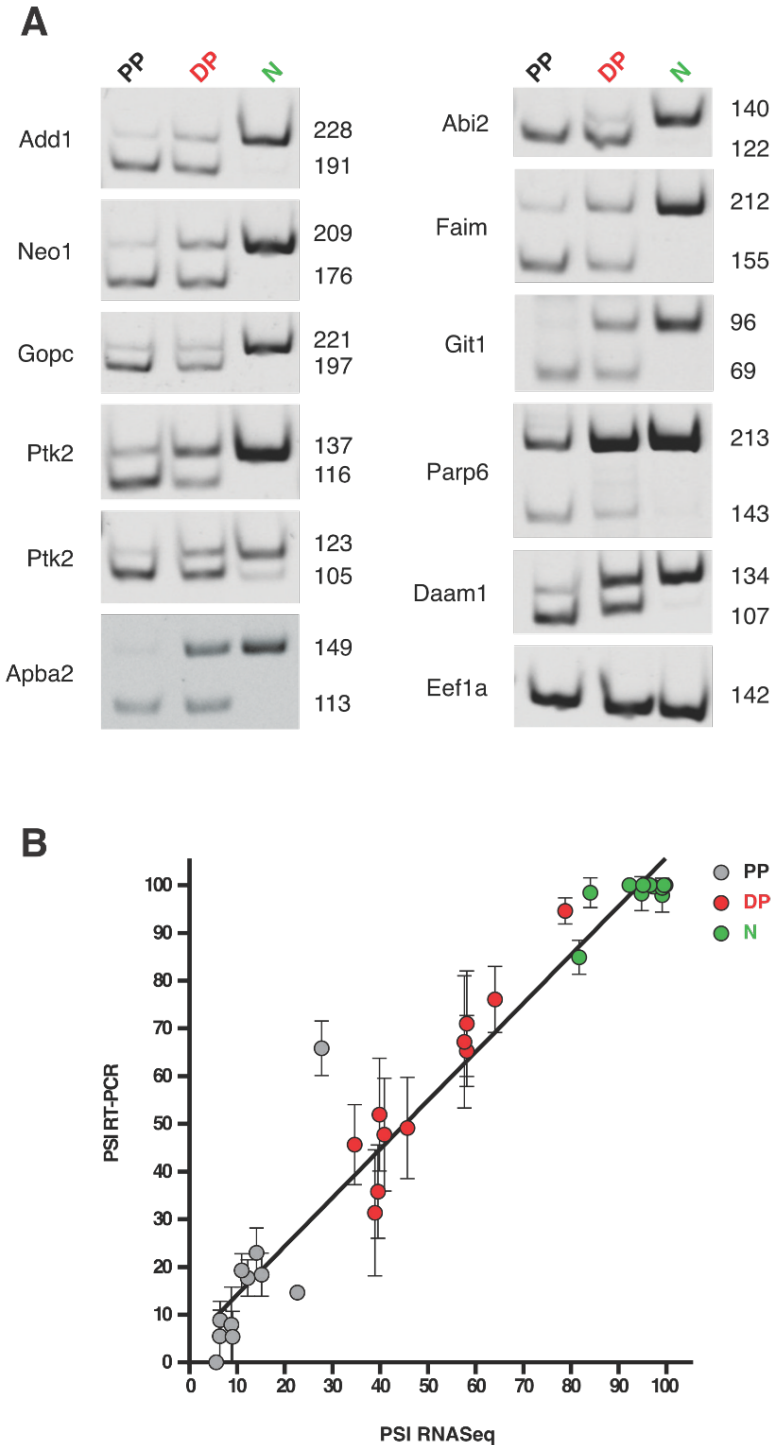 A
PP DP N
Add1 228
191
Neo1 209
176
Gopc 221
197
Ptk2 137
116
Ptk2 123
105
Apba2 149
113
PP DP N
Abi2 140
122
Faim 212
155
Git1 96
69
Parp6 213
143
Daam1 134
107
Eef1a 142
B
PSI RT-PCR
100
90
80
70
60
50
40
30
20
10
0
0 10 20 30 40 50 60 70 80 90 100
PSI RNASeq
PP
DP
N